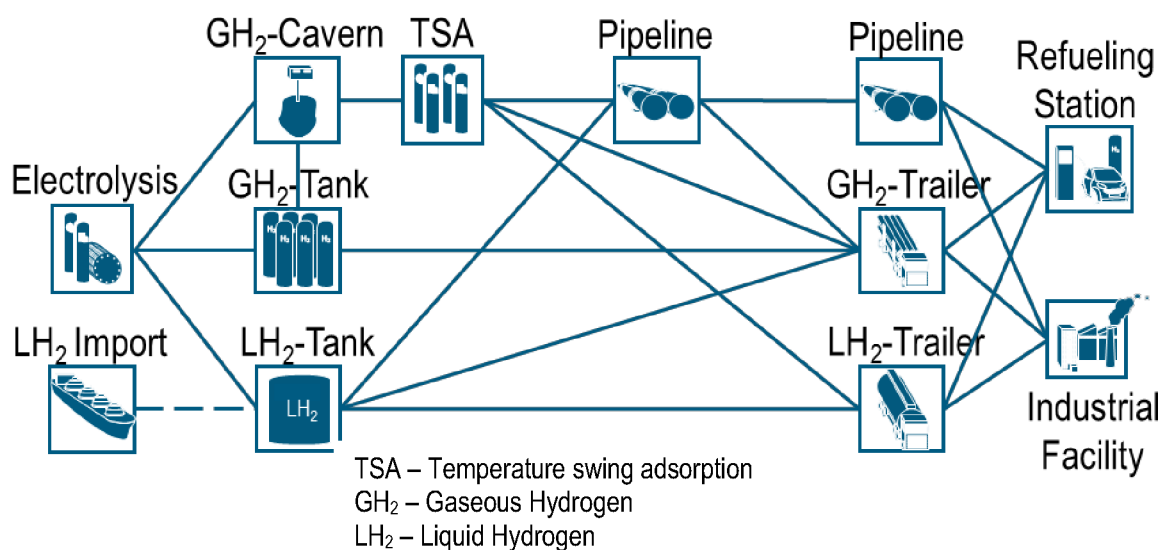 GH₂-Cavern
TSA
Pipeline
Pipeline
Refueling
Station
Electrolysis
GH₂-Tank
GH₂-Trailer
LH₂ Import
LH₂-Tank
LH₂
LH₂-Trailer
Industrial
Facility
TSA – Temperature swing adsorption
GH₂ – Gaseous Hydrogen
LH₂ – Liquid Hydrogen